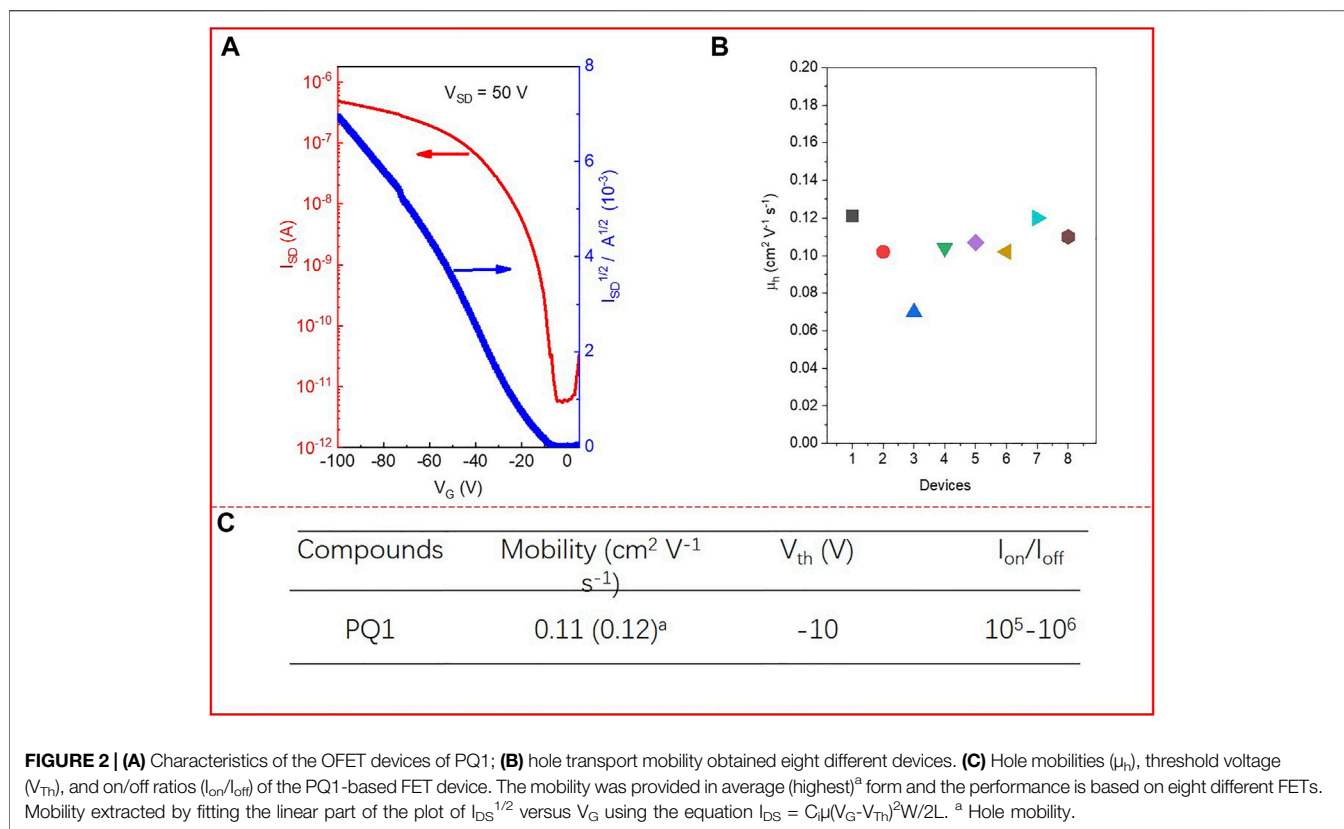 A
V_SD = 50 V
I_SD (A)
10⁻⁶
10⁻⁷
10⁻⁸
10⁻⁹
10⁻¹⁰
10⁻¹¹
10⁻¹²
8
6
4
2
0
I_SD^1/2 / A^1/2 (10⁻³)
-100 -80 -60 -40 -20 0
V_G (V)
B
μ_h (cm² V⁻¹ s⁻¹)
0.20
0.18
0.16
0.14
0.12
0.10
0.08
0.06
0.04
0.02
0.00
1 2 3 4 5 6 7 8
Devices
C
Compounds Mobility (cm² V⁻¹ V_th (V) I_on/I_off
s⁻¹)
PQ1 0.11 (0.12)ᵃ -10 10⁵-10⁶
FIGURE 2 | (A) Characteristics of the OFET devices of PQ1; (B) hole transport mobility obtained eight different devices. (C) Hole mobilities (μ_h), threshold voltage
(V_Th), and on/off ratios (I_on/I_off) of the PQ1-based FET device. The mobility was provided in average (highest)ᵃ form and the performance is based on eight different FETs.
Mobility extracted by fitting the linear part of the plot of I_DS^1/2 versus V_G using the equation I_DS = C_iμ(V_G-V_Th)²W/2L. ᵃ Hole mobility.